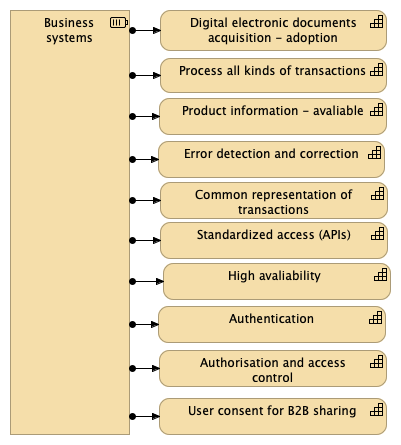 Business
systems
Digital electronic documents
acquisition – adoption
Process all kinds of transactions
Product information – avaliable
Error detection and correction
Common representation of
transactions
Standardized access (APIs)
High avaliability
Authentication
Authorisation and access
control
User consent for B2B sharing